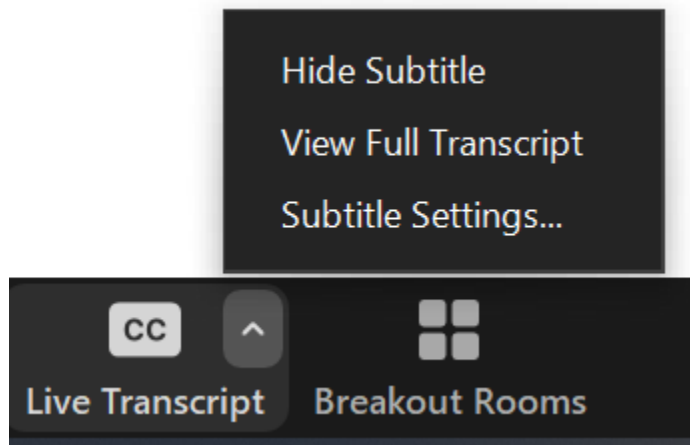 Hide Subtitle
View Full Transcript
Subtitle Settings...
CC
Live Transcript
Breakout Rooms